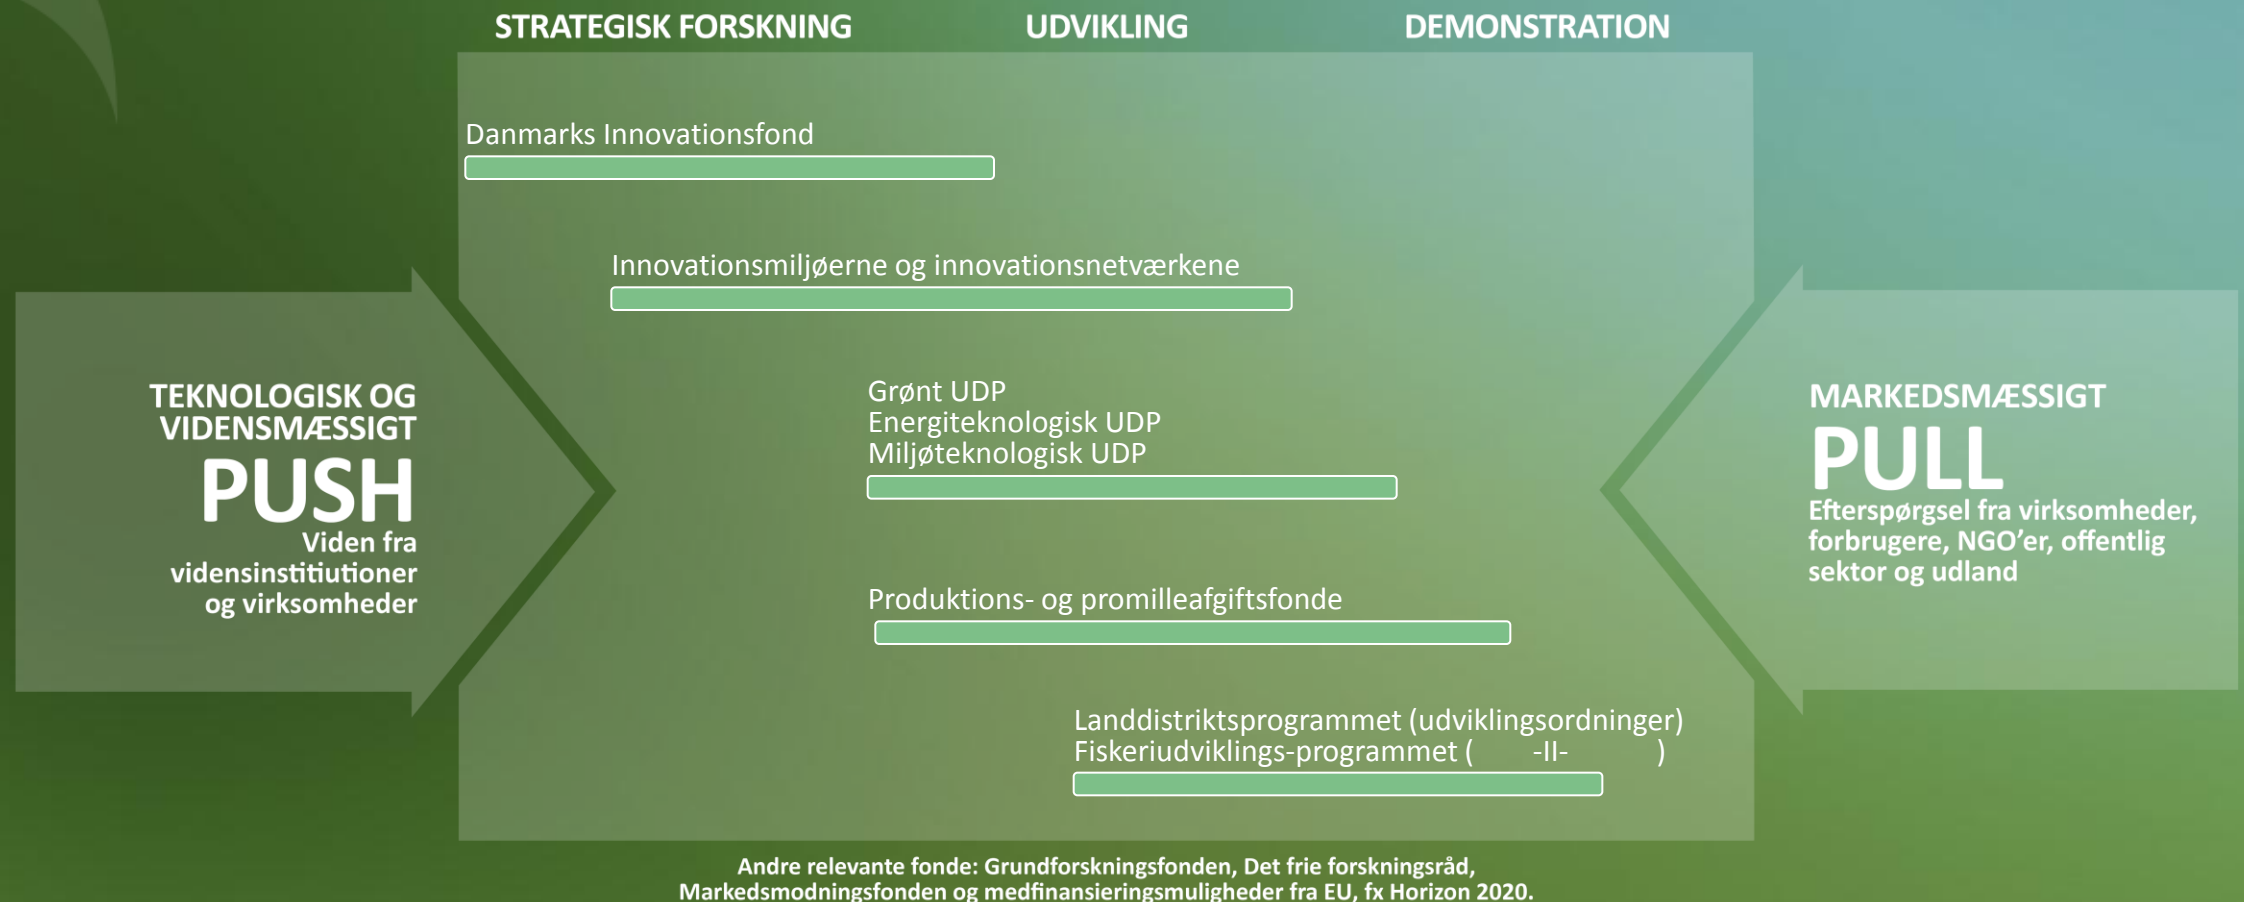 STRATEGISK FORSKNING
UDVIKLING
DEMONSTRATION
Danmarks Innovationsfond
Innovationsmiljøerne og innovationsnetværkene
TEKNOLOGISK OG
VIDENSMÆSSIGT
PUSH
Viden fra
vidensinstitiutioner
og virksomheder
Grønt UDP
Energiteknologisk UDP
Miljøteknologisk UDP
MARKEDSMÆSSIGT
PULL
Efterspørgsel fra virksomheder,
forbrugere, NGO’er, offentlig
sektor og udland
Produktions- og promilleafgiftsfonde
Landdistriktsprogrammet (udviklingsordninger)
Fiskeriudviklings-programmet ( -II- )
Andre relevante fonde: Grundforskningsfonden, Det frie forskningsråd,
Markedsmodningsfonden og medfinansieringsmuligheder fra EU, fx Horizon 2020.